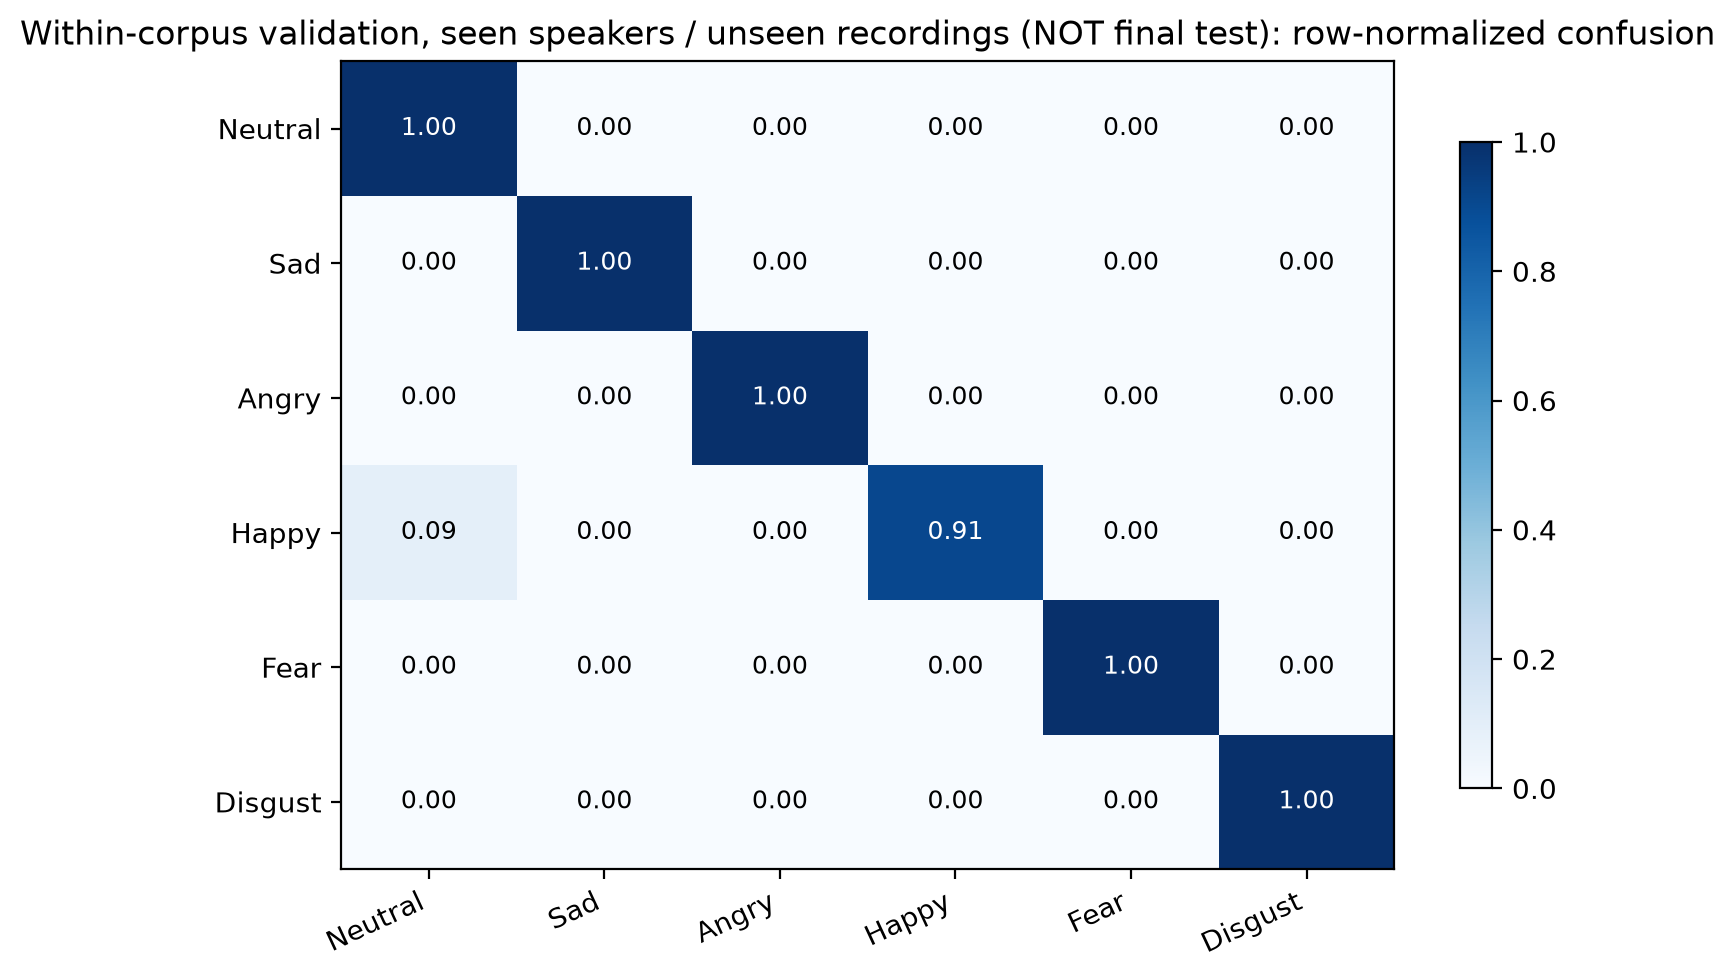 Within-corpus validation, seen speakers / unseen recordings (NOT final test): row-normalized confusion
Neutral 1.00 0.00 0.00 0.00 0.00 0.00
Sad 0.00 1.00 0.00 0.00 0.00 0.00
Angry 0.00 0.00 1.00 0.00 0.00 0.00
Happy 0.09 0.00 0.00 0.91 0.00 0.00
Fear 0.00 0.00 0.00 0.00 1.00 0.00
Disgust 0.00 0.00 0.00 0.00 0.00 1.00
Neutral Sad Angry Happy Fear Disgust
1.0
0.8
0.6
0.4
0.2
0.0